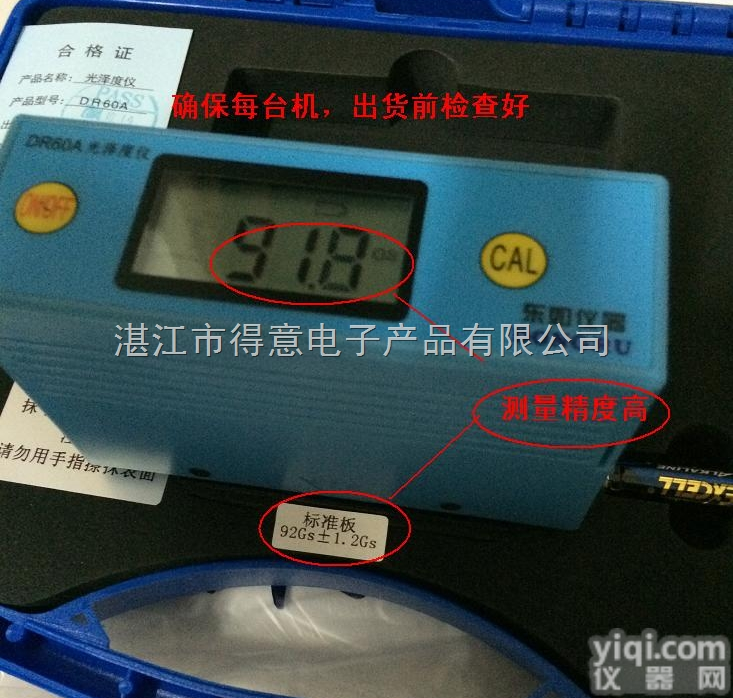 合格证
产品名称: 光泽度仪
产品型号: DR60A
PASS
确保每台机，出货前检查好
DR60A 光泽度仪
ON/OFF
91.8
GS
CAL
东如仪器
湛江市得意电子产品有限公司
测量精度高
请勿用手指擦抹表面
标准板
92Gs±1.2Gs
EXCELL
ALKALINE
yiqi.com
仪器网